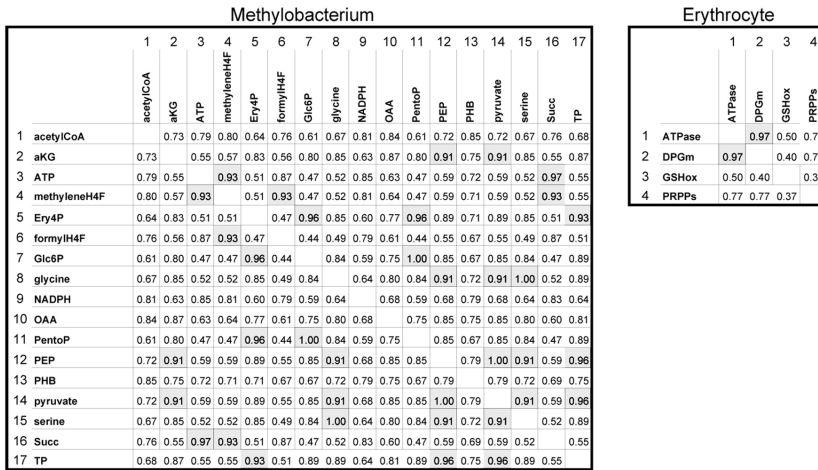 Methylobacterium
1 2 3 4 5 6 7 8 9 10 11 12 13 14 15 16 17
acetylCoA aKG ATP methyleneH4F Ery4P formylH4F Glc6P glycine NADPH OAA PentoP PEP PHB pyruvate serine Succ TP
1 acetylCoA 0.73 0.79 0.80 0.64 0.76 0.61 0.67 0.81 0.84 0.61 0.72 0.85 0.72 0.67 0.76 0.68
2 aKG 0.73 0.55 0.57 0.83 0.56 0.80 0.85 0.63 0.87 0.80 0.91 0.75 0.91 0.85 0.55 0.87
3 ATP 0.79 0.55 0.93 0.51 0.87 0.47 0.52 0.85 0.63 0.47 0.59 0.72 0.59 0.52 0.97 0.55
4 methyleneH4F 0.80 0.57 0.93 0.51 0.93 0.47 0.52 0.81 0.64 0.47 0.59 0.71 0.59 0.52 0.93 0.55
5 Ery4P 0.64 0.83 0.51 0.51 0.47 0.96 0.85 0.60 0.77 0.96 0.89 0.71 0.89 0.85 0.51 0.93
6 formylH4F 0.76 0.56 0.87 0.93 0.47 0.44 0.49 0.79 0.61 0.44 0.55 0.67 0.55 0.49 0.87 0.51
7 Glc6P 0.61 0.80 0.47 0.47 0.96 0.44 0.84 0.59 0.75 1.00 0.85 0.67 0.85 0.84 0.47 0.89
8 glycine 0.67 0.85 0.52 0.52 0.85 0.49 0.84 0.64 0.80 0.84 0.91 0.72 0.91 1.00 0.52 0.89
9 NADPH 0.81 0.63 0.85 0.81 0.60 0.79 0.59 0.64 0.68 0.59 0.68 0.79 0.68 0.64 0.83 0.64
10 OAA 0.84 0.87 0.63 0.64 0.77 0.61 0.75 0.80 0.68 0.75 0.85 0.75 0.85 0.80 0.60 0.81
11 PentoP 0.61 0.80 0.47 0.47 0.96 0.44 1.00 0.84 0.59 0.75 0.85 0.67 0.85 0.84 0.47 0.89
12 PEP 0.72 0.91 0.59 0.59 0.89 0.55 0.85 0.91 0.68 0.85 0.85 0.79 1.00 0.91 0.59 0.96
13 PHB 0.85 0.75 0.72 0.71 0.71 0.67 0.67 0.72 0.79 0.75 0.67 0.79 0.79 0.72 0.69 0.75
14 pyruvate 0.72 0.91 0.59 0.59 0.89 0.55 0.85 0.91 0.68 0.85 0.85 1.00 0.79 0.91 0.59 0.96
15 serine 0.67 0.85 0.52 0.52 0.85 0.49 0.84 1.00 0.64 0.80 0.84 0.91 0.72 0.91 0.52 0.89
16 Succ 0.76 0.55 0.97 0.93 0.51 0.87 0.47 0.52 0.83 0.60 0.47 0.59 0.69 0.59 0.52 0.55
17 TP 0.68 0.87 0.55 0.55 0.93 0.51 0.89 0.89 0.64 0.81 0.89 0.96 0.75 0.96 0.89 0.55
Erythrocyte
1 2 3 4
ATPase DPGm GSHox PRPPs
1 ATPase 0.97 0.50
2 DPGm 0.97 0.40
3 GSHox 0.50 0.40
4 PRPPs 0.77 0.77 0.37